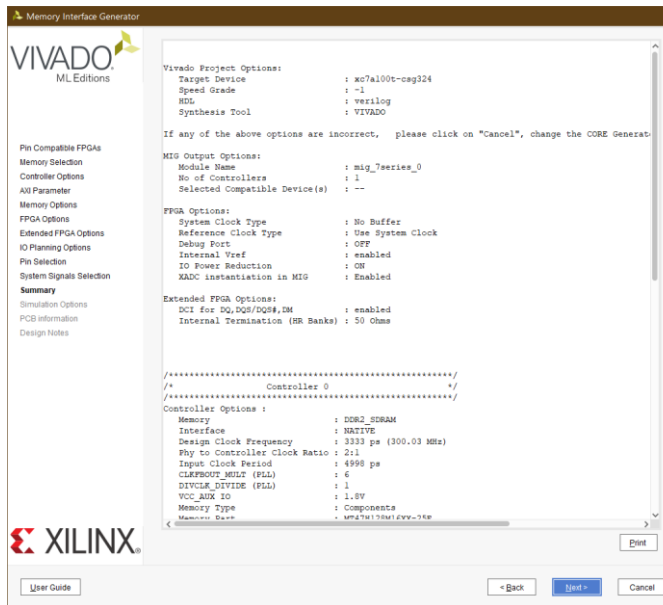 Memory Interface Generator
VIVADO
ML Editions
Pin Compatible FPGAs
Memory Selection
Controller Options
AXI Parameter
Memory Options
FPGA Options
Extended FPGA Options
IO Planning Options
Pin Selection
System Signals Selection
Summary
Simulation Options
PCB information
Design Notes
Vivado Project Options:
Target Device : xc7a100t-csg324
Speed Grade : -1
HDL : verilog
Synthesis Tool : VIVADO
If any of the above options are incorrect, please click on "Cancel", change the CORE Generat
MIG Output Options:
Module Name : mig_7series_0
No of Controllers : 1
Selected Compatible Device(s) : --
FPGA Options:
System Clock Type : No Buffer
Reference Clock Type : Use System Clock
Debug Port : OFF
Internal Vref : enabled
IO Power Reduction : ON
XADC instantiation in MIG : Enabled
Extended FPGA Options:
DCI for DQ,DQS/DQS#,DM : enabled
Internal Termination (HR Banks) : 50 Ohms
/*******************************************************/
/* Controller 0 */
/*******************************************************/
Controller Options :
Memory : DDR2_SDRAM
Interface : NATIVE
Design Clock Frequency : 3333 ps (300.03 MHz)
Phy to Controller Clock Ratio : 2:1
Input Clock Period : 4998 ps
CLKFBOUT_MULT (PLL) : 6
DIVCLK_DIVIDE (PLL) : 1
VCC_AUX IO : 1.8V
Memory Type : Components
Memory Part : MT47H128M16XX-25E
Print
XILINX
User Guide
< Back
Next >
Cancel